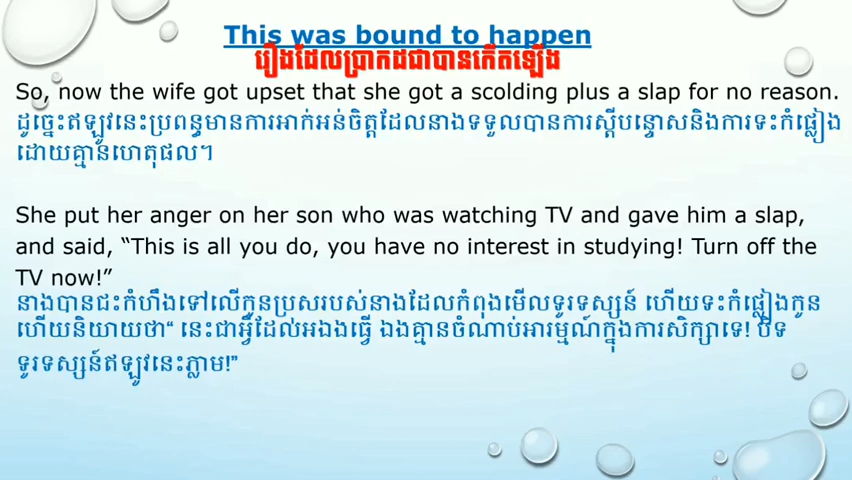 This was bound to happen
រឿងដែលប្រាកដជាបានកើតឡើង
So, now the wife got upset that she got a scolding plus a slap for no reason.
ដូច្នេះឥឡូវនេះប្រពន្ធមានការអាក់អន់ចិត្តដែលនាងទទួលបានការស្តីបន្ទោសនិងការទះកំផ្លៀង
ដោយគ្មានហេតុផល។
She put her anger on her son who was watching TV and gave him a slap,
and said, “This is all you do, you have no interest in studying! Turn off the
TV now!”
នាងបានជះកំហឹងទៅលើកូនប្រុសរបស់នាងដែលកំពុងមើលទូរទស្សន៍ ហើយទះកំផ្លៀងកូន
ហើយនិយាយថា“ នេះជាអ្វីដែលអឯងធ្វើ ឯងគ្មានចំណាប់អារម្មណ៍ក្នុងការសិក្សាទេ! បិទ
ទូរទស្សន៍ឥឡូវនេះភ្លាម!”